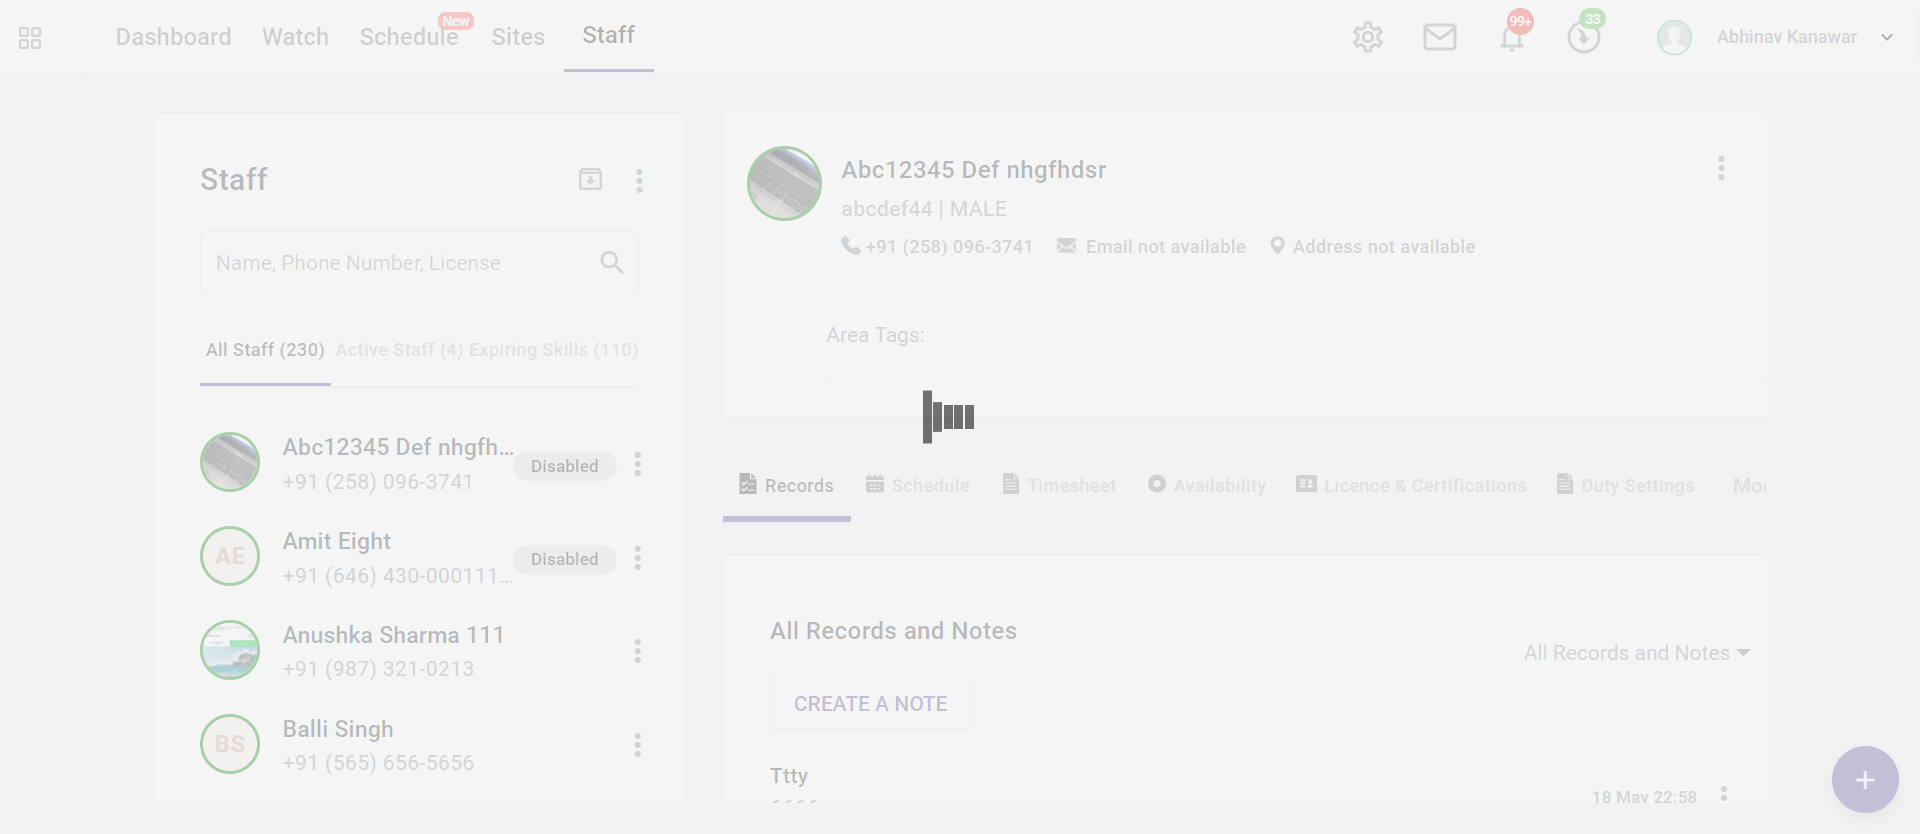 Dashboard Watch Schedule New Sites Staff 99+ 33 Abhinav Kanawar
Staff
Name, Phone Number, License
All Staff (230) Active Staff (4) Expiring Skills (110)
Abc12345 Def nhgfh...
+91 (258) 096-3741
Disabled
AE
Amit Eight
+91 (646) 430-000111...
Disabled
Anushka Sharma 111
+91 (987) 321-0213
BS
Balli Singh
+91 (565) 656-5656
Abc12345 Def nhgfhdsr
abcdef44 | MALE
+91 (258) 096-3741 Email not available Address not available
Area Tags:
Records Schedule Timesheet Availability Licence & Certifications Duty Settings
All Records and Notes
All Records and Notes
CREATE A NOTE
Ttty
18 May 22:58